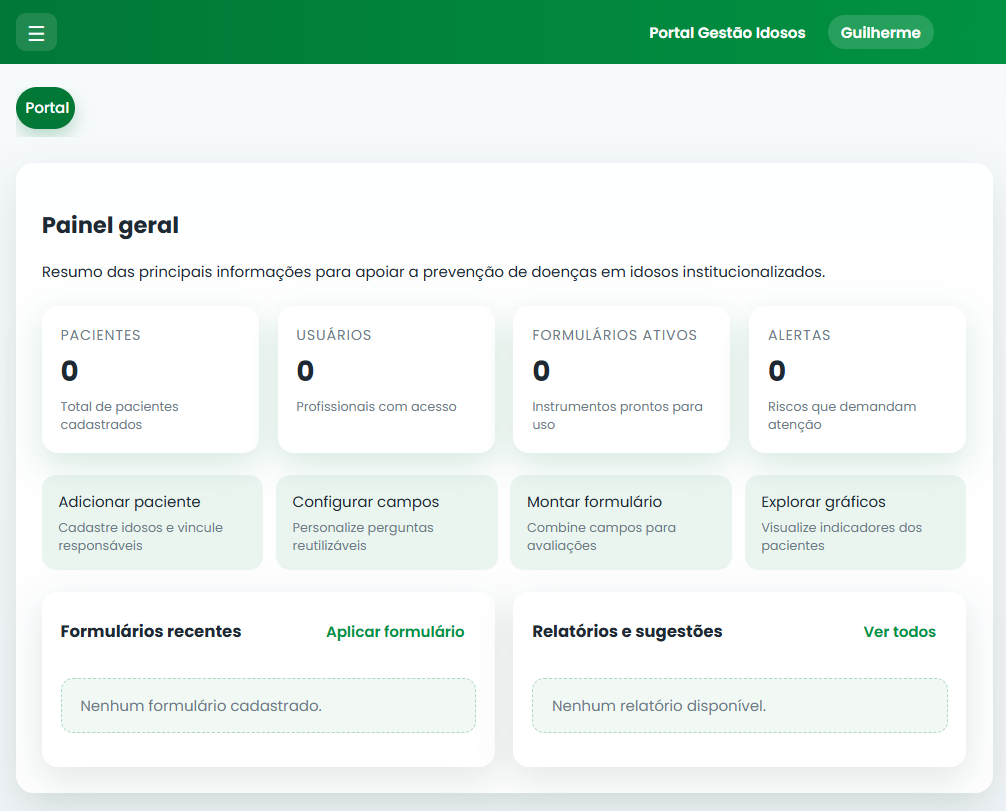 ☰
Portal Gestão Idosos
Guilherme
Portal
Painel geral
Resumo das principais informações para apoiar a prevenção de doenças em idosos institucionalizados.
PACIENTES
0
Total de pacientes
cadastrados
USUÁRIOS
0
Profissionais com acesso
FORMULÁRIOS ATIVOS
0
Instrumentos prontos para
uso
ALERTAS
0
Riscos que demandam
atenção
Adicionar paciente
Cadastre idosos e vincule
responsáveis
Configurar campos
Personalize perguntas
reutilizáveis
Montar formulário
Combine campos para
avaliações
Explorar gráficos
Visualize indicadores dos
pacientes
Formulários recentes
Aplicar formulário
Nenhum formulário cadastrado.
Relatórios e sugestões
Ver todos
Nenhum relatório disponível.